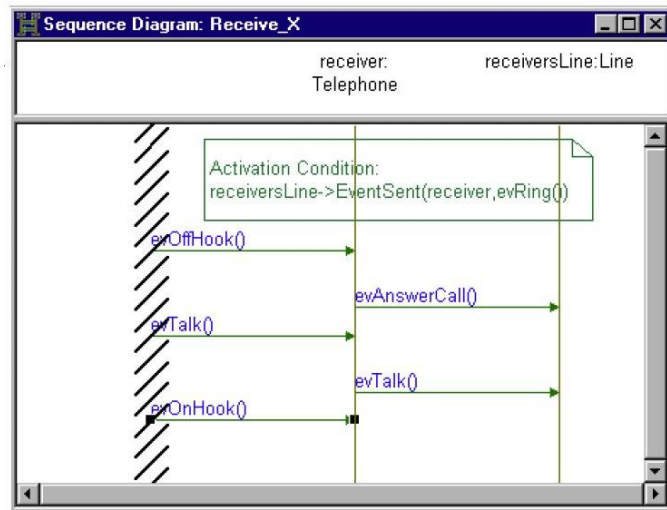 Sequence Diagram: Receive_X
receiver:
Telephone
receiversLine:Line
Activation Condition:
receiversLine->EventSent(receiver,evRing())
evOffHook()
evAnswerCall()
evTalk()
evTalk()
evOnHook()